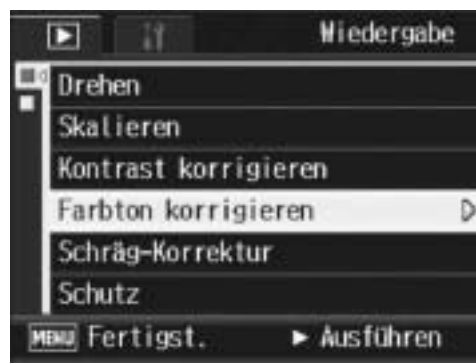 Wiedergabe
Drehen
Skalieren
Kontrast korrigieren
Farbton korrigieren
Schräg-Korrektur
Schutz
MENU Fertigst. Ausführen